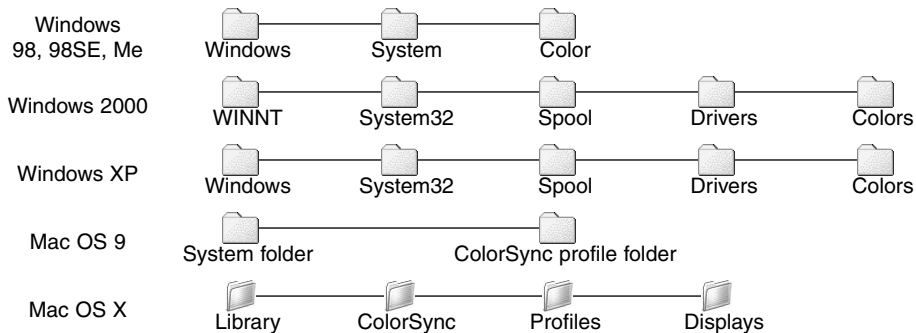 Windows
98, 98SE, Me
Windows System Color
Windows 2000
WINNT System32 Spool Drivers Colors
Windows XP
Windows System32 Spool Drivers Colors
Mac OS 9
System folder ColorSync profile folder
Mac OS X
Library ColorSync Profiles Displays